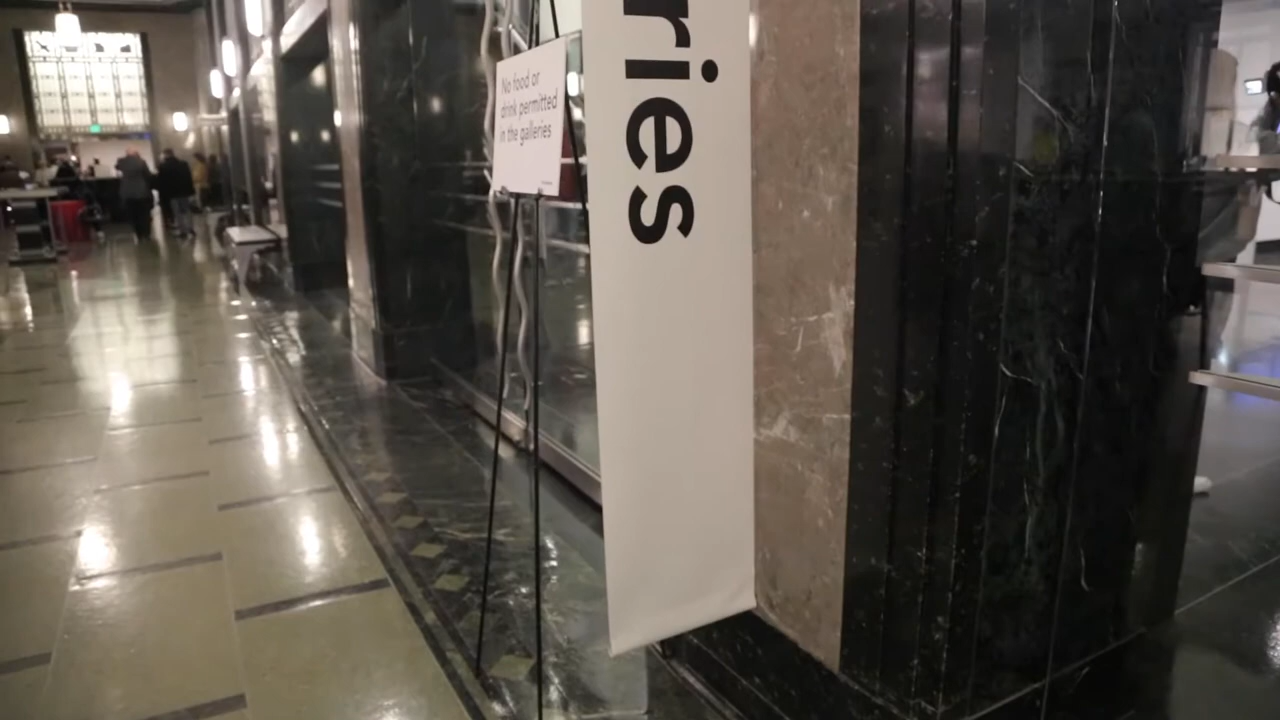 No food or
drink permitted
in the galleries
ries